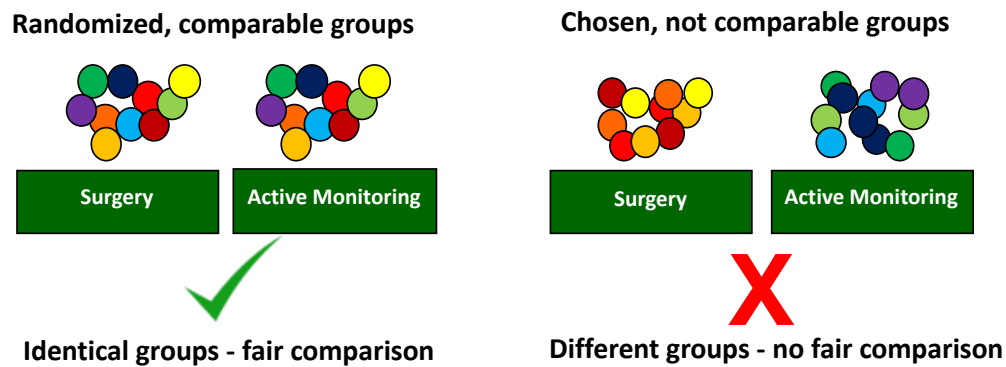 Randomized, comparable groups
Surgery
Active Monitoring
Identical groups - fair comparison
Chosen, not comparable groups
Surgery
Active Monitoring
X
Different groups - no fair comparison